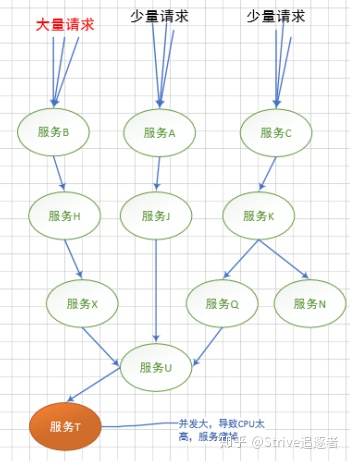 大量请求
少量请求
少量请求
服务B
服务A
服务C
服务H
服务J
服务K
服务X
服务Q
服务N
服务U
服务T
并发大，导致CPU太
高，服务
知乎 @Strive追逐者